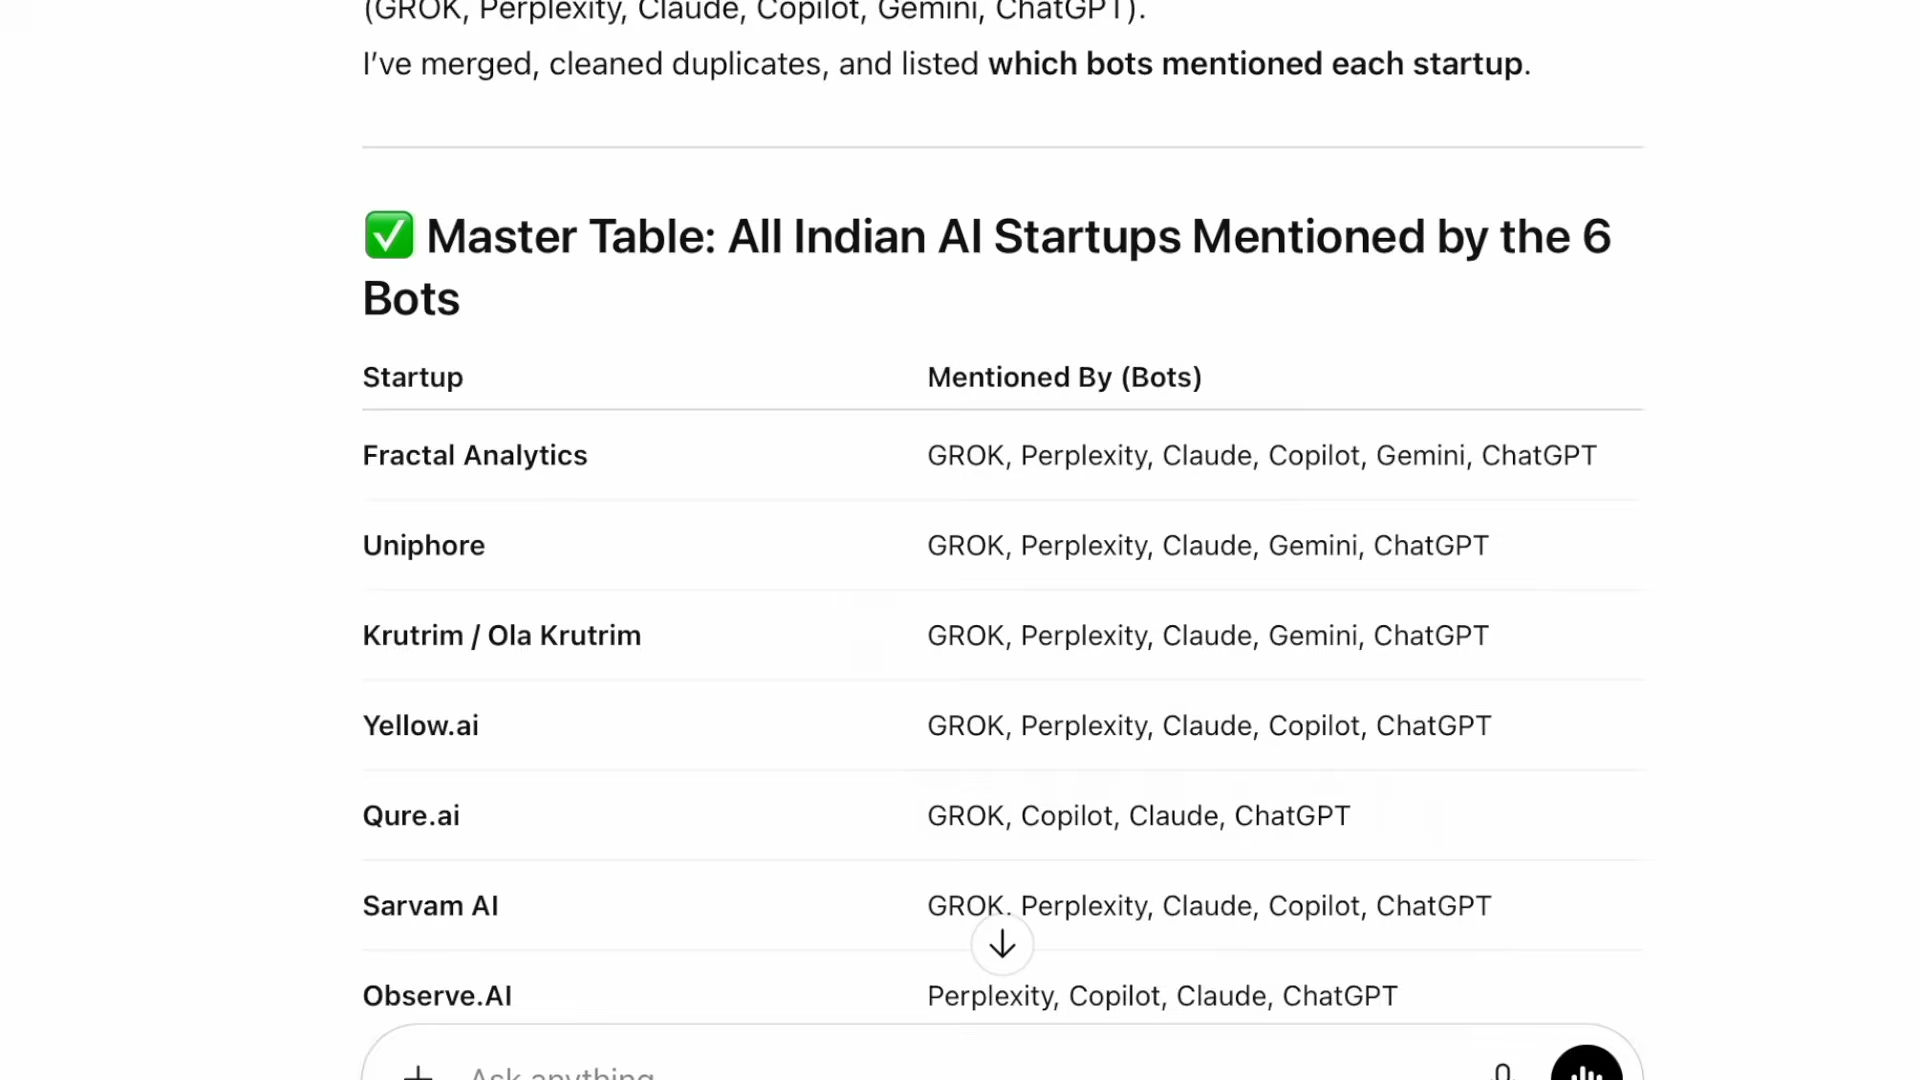 (GROK, Perplexity, Claude, Copilot, Gemini, ChatGPT).
I’ve merged, cleaned duplicates, and listed which bots mentioned each startup.
✅ Master Table: All Indian AI Startups Mentioned by the 6
Bots
Startup Mentioned By (Bots)
Fractal Analytics GROK, Perplexity, Claude, Copilot, Gemini, ChatGPT
Uniphore GROK, Perplexity, Claude, Gemini, ChatGPT
Krutrim / Ola Krutrim GROK, Perplexity, Claude, Gemini, ChatGPT
Yellow.ai GROK, Perplexity, Claude, Copilot, ChatGPT
Qure.ai GROK, Copilot, Claude, ChatGPT
Sarvam AI GROK, Perplexity, Claude, Copilot, ChatGPT
Observe.AI Perplexity, Copilot, Claude, ChatGPT
Ask anything